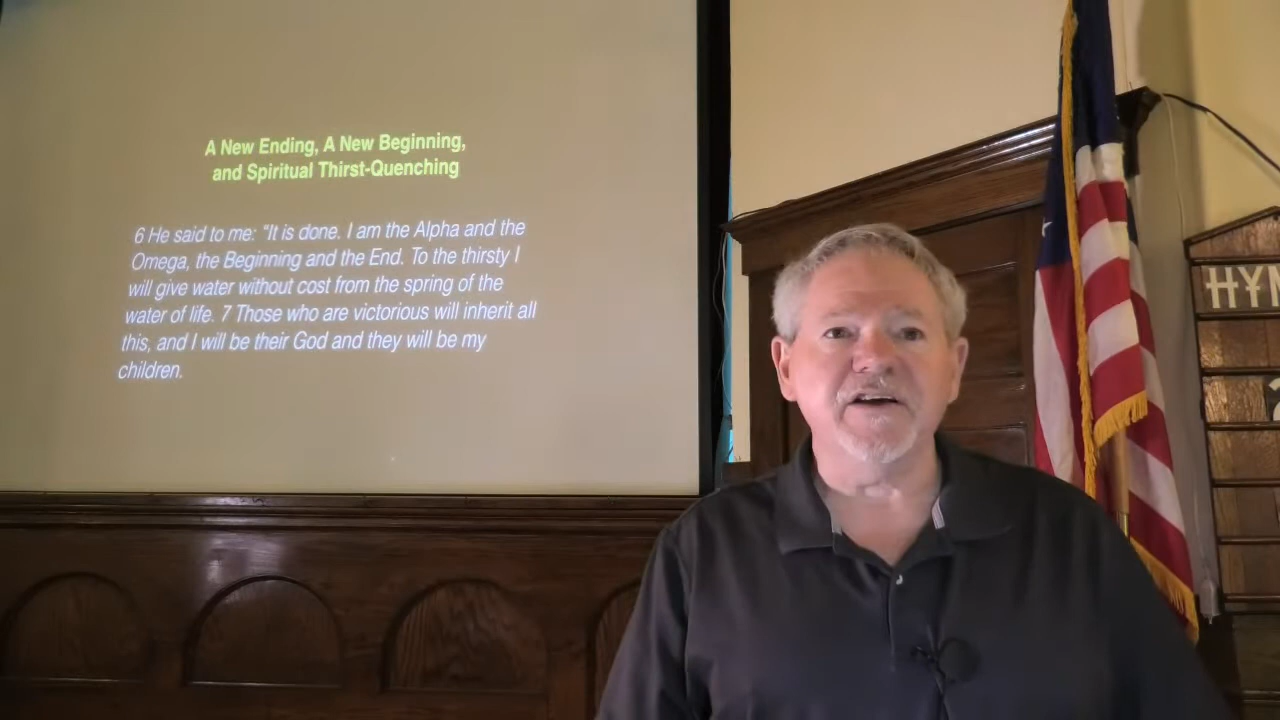 A New Ending, A New Beginning,
and Spiritual Thirst-Quenching
6 He said to me: “It is done. I am the Alpha and the
Omega, the Beginning and the End. To the thirsty I
will give water without cost from the spring of the
water of life. 7 Those who are victorious will inherit all
this, and I will be their God and they will be my
children.